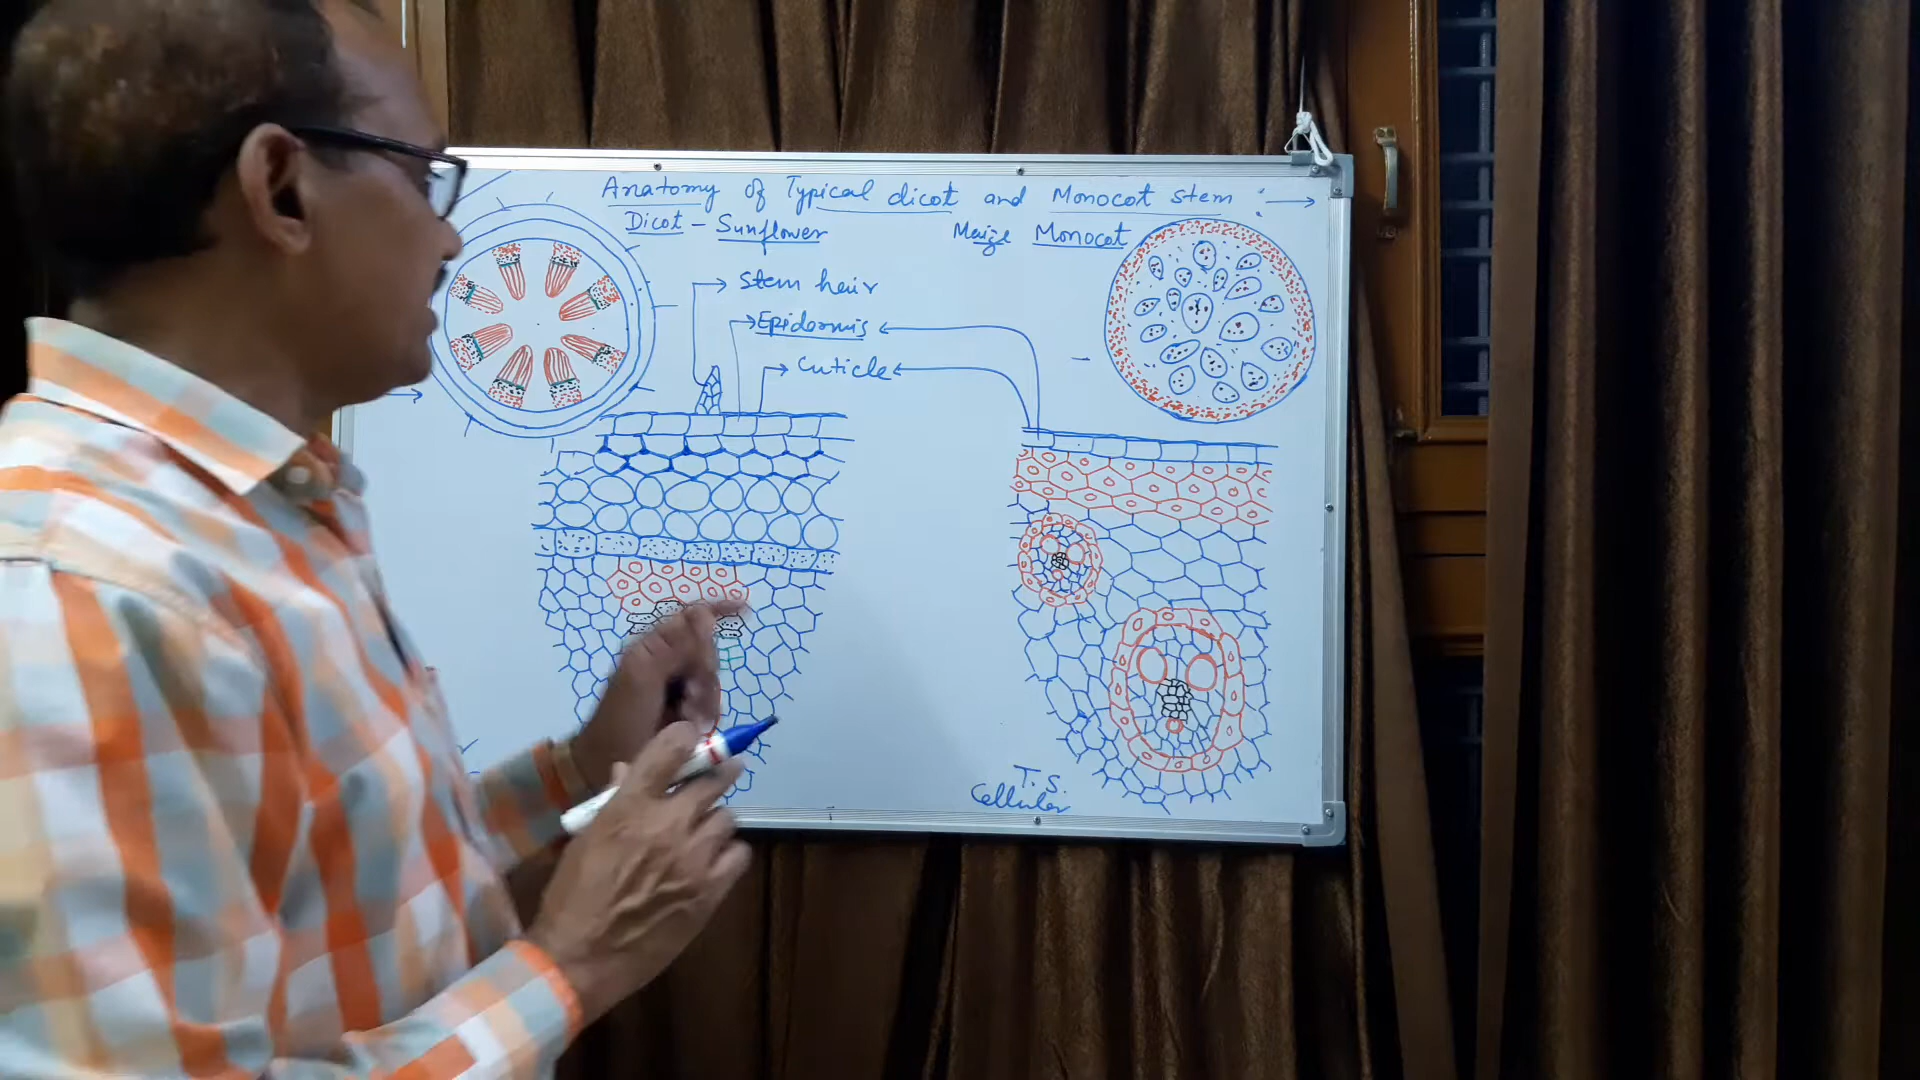 Anatomy of Typical dicot and Monocot stem :→
Dicot - Sunflower
Maize Monocot
Stem hair
Epidermis
Cuticle
T. S.
Cellular